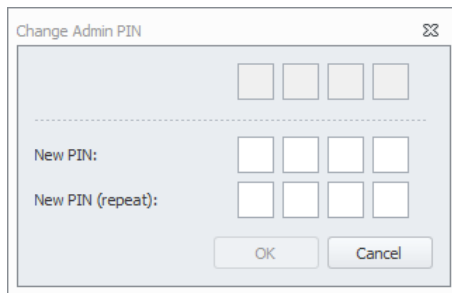 Change Admin PIN
New PIN:
New PIN (repeat):
OK Cancel